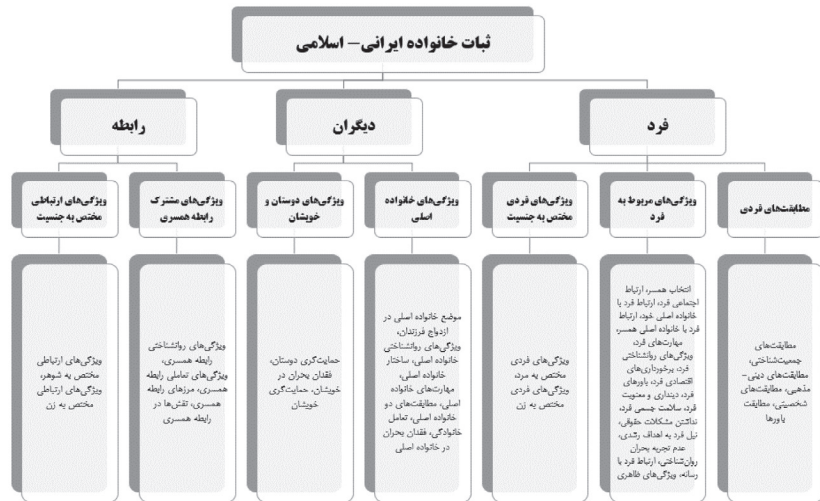 ثبات خانواده ایرانی– اسلامی
فرد
دیگران
رابطه
مطابقت‌های فردی
ویژگی‌های مربوط به
فرد
ویژگی‌های فردی
مختص به جنسیت
ویژگی‌های خانواده
اصلی
ویژگی‌های دوستان و
خویشان
ویژگی‌های مشترک
رابطه همسری
ویژگی‌های ارتباطی
مختص به جنسیت
مطابقت‌های
جمعیت‌شناختی،
مطابقت‌های دینی–
مذهبی، مطابقت‌های
شخصیتی، مطابقت
باورها
انتخاب همسر، ارتباط
اجتماعی فرد، ارتباط فرد با
خانواده اصلی خود، ارتباط
فرد با خانواده اصلی همسر،
مهارت‌های فرد،
ویژگی‌های روانشناختی
فرد، برخورداری‌های
اقتصادی فرد، باورهای
فرد، دینداری و معنویت
فرد، سلامت جسمی فرد،
نداشتن مشکلات حقوقی،
نیل فرد به اهداف رشدی،
عدم تجربه بحران
روان‌شناختی، ارتباط فرد با
رسانه، ویژگی‌های ظاهری
ویژگی‌های فردی
مختص به مرد،
ویژگی‌های فردی
مختص به زن
موضع خانواده اصلی در
ازدواج فرزندان،
ویژگی‌های روانشناختی
خانواده اصلی، ساختار
خانواده اصلی،
مهارت‌های خانواده
اصلی، مطابقت‌های دو
خانواده اصلی، تعامل
خانوادگی، فقدان بحران
در خانواده اصلی
حمایت‌گری دوستان،
فقدان بحران در
خویشان، حمایت‌گری
خویشان
ویژگی‌های روانشناختی
رابطه همسری،
ویژگی‌های تعاملی رابطه
همسری، مرزهای رابطه
همسری، نقش‌ها در
رابطه همسری
ویژگی‌های ارتباطی
مختص به شوهر،
ویژگی‌های ارتباطی
مختص به زن